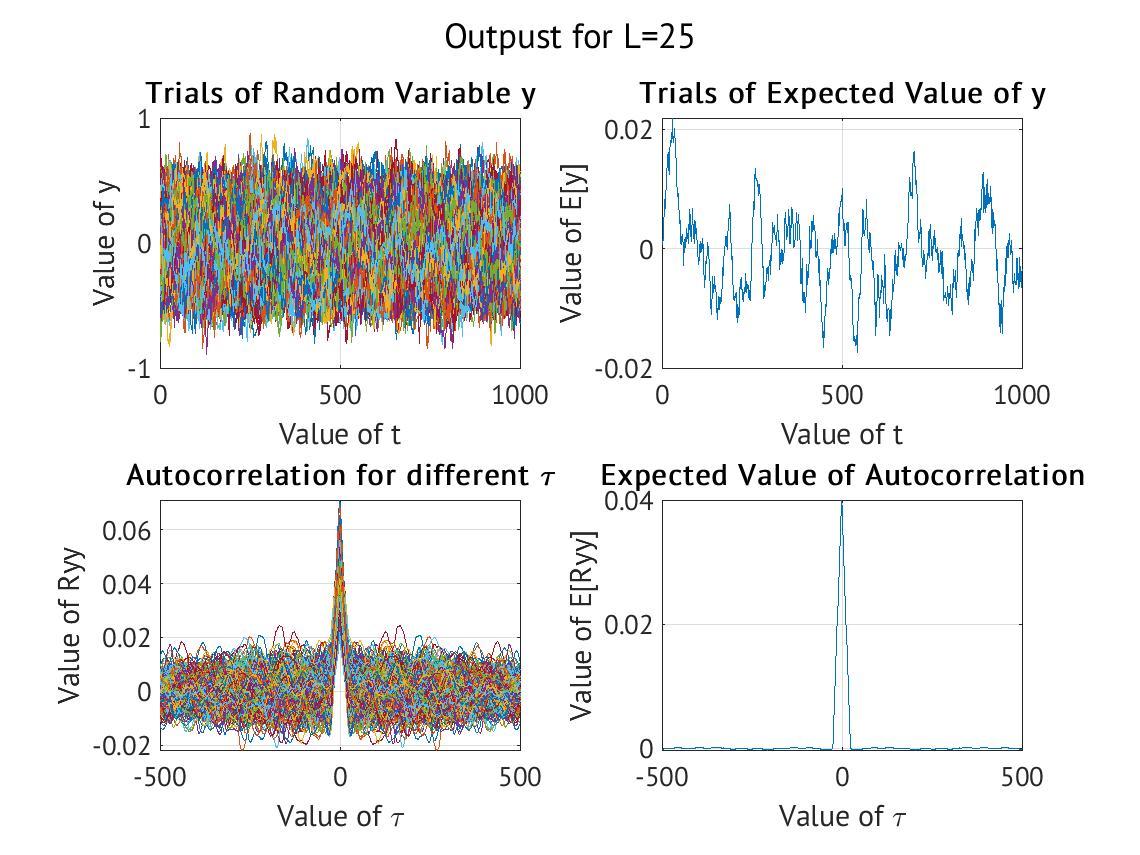 Outpust for L=25
Trials of Random Variable y
1
0
-1
Value of y
0 500 1000
Value of t
Trials of Expected Value of y
0.02
0
-0.02
Value of E[y]
0 500 1000
Value of t
Autocorrelation for different τ
0.06
0.04
0.02
0
-0.02
Value of Ryy
-500 0 500
Value of τ
Expected Value of Autocorrelation
0.04
0.02
0
Value of E[Ryy]
-500 0 500
Value of τ